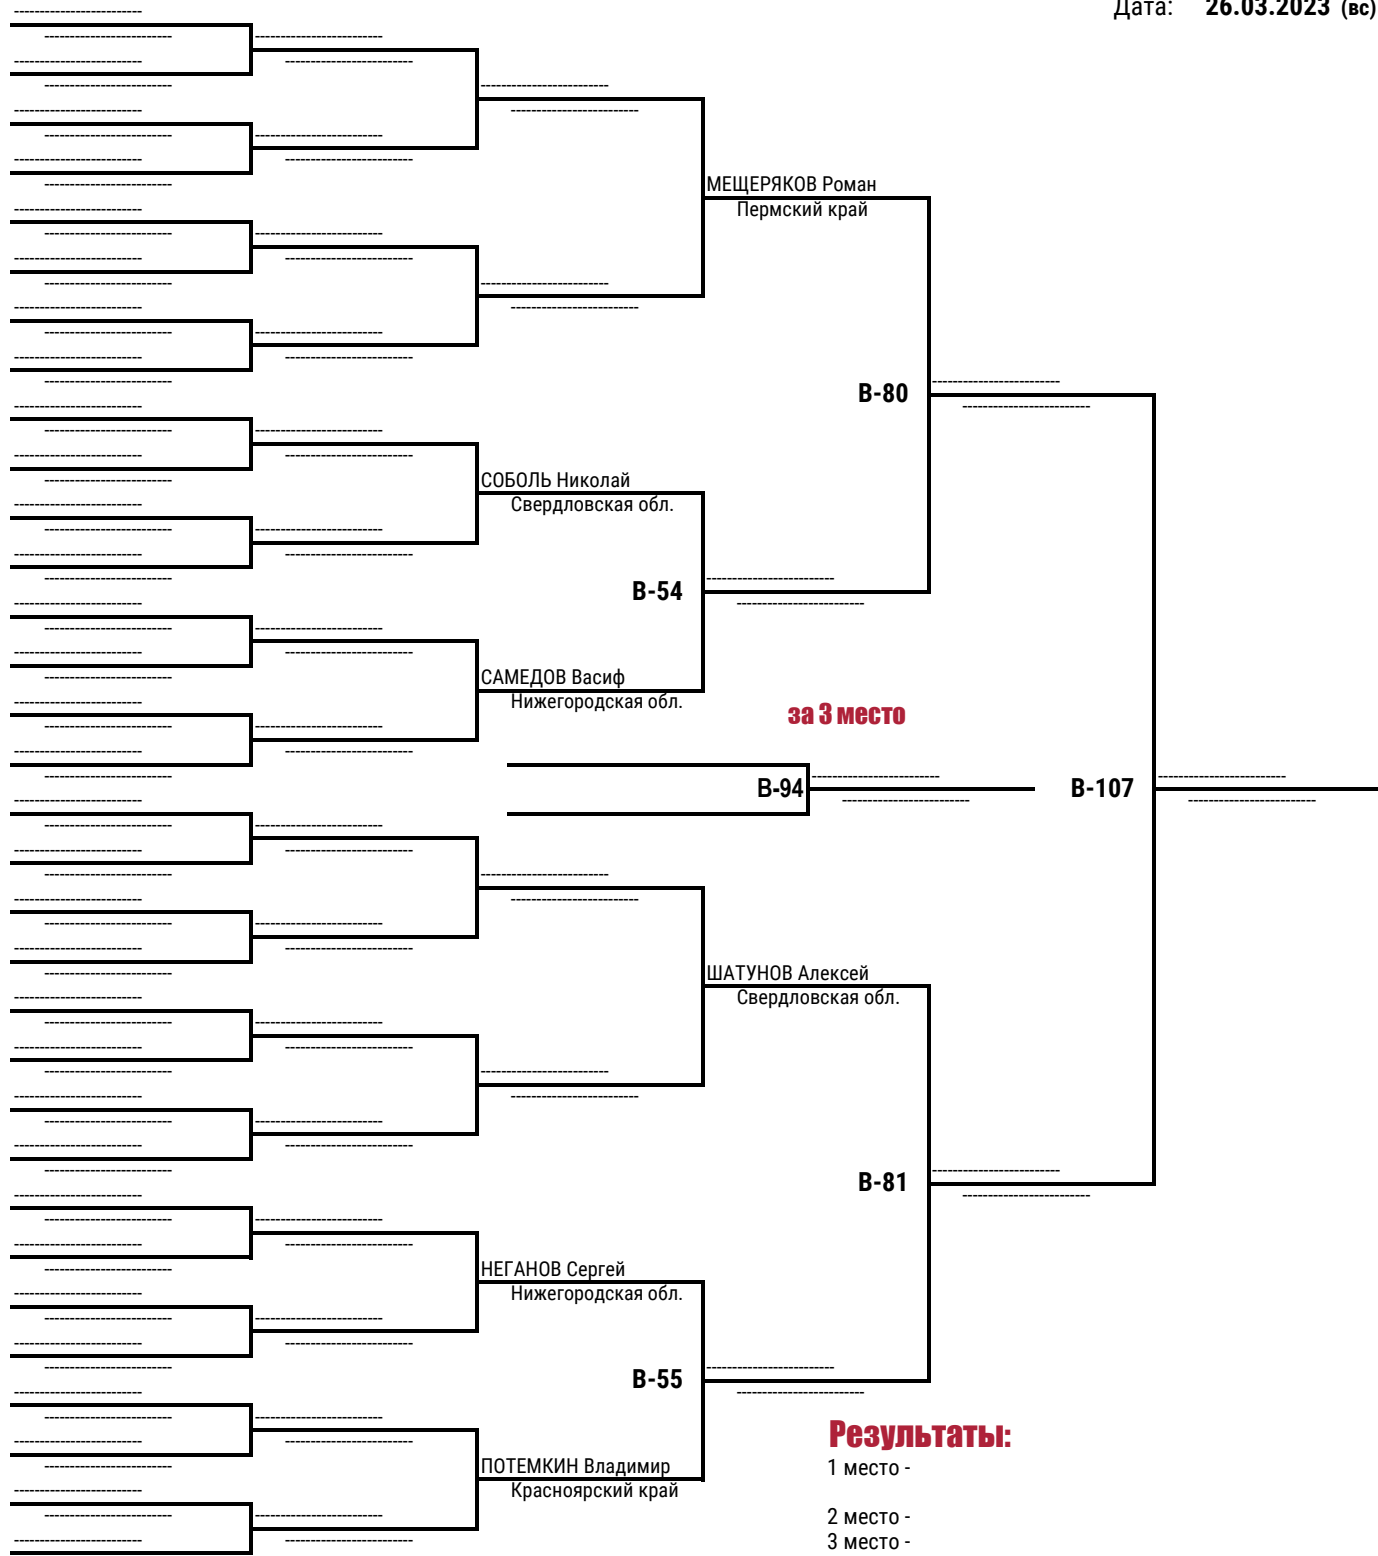 Дата: 26.03.2023 (вс)
МЕЩЕРЯКОВ Роман
Пермский край
B-80
СОБОЛЬ Николай
Свердловская обл.
B-54
САМЕДОВ Васиф
Нижегородская обл.
за 3 место
B-94
B-107
ШАТУНОВ Алексей
Свердловская обл.
B-81
НЕГАНОВ Сергей
Нижегородская обл.
B-55
Результаты:
ПОТЕМКИН Владимир
1 место -
Красноярский край
2 место -
3 место -